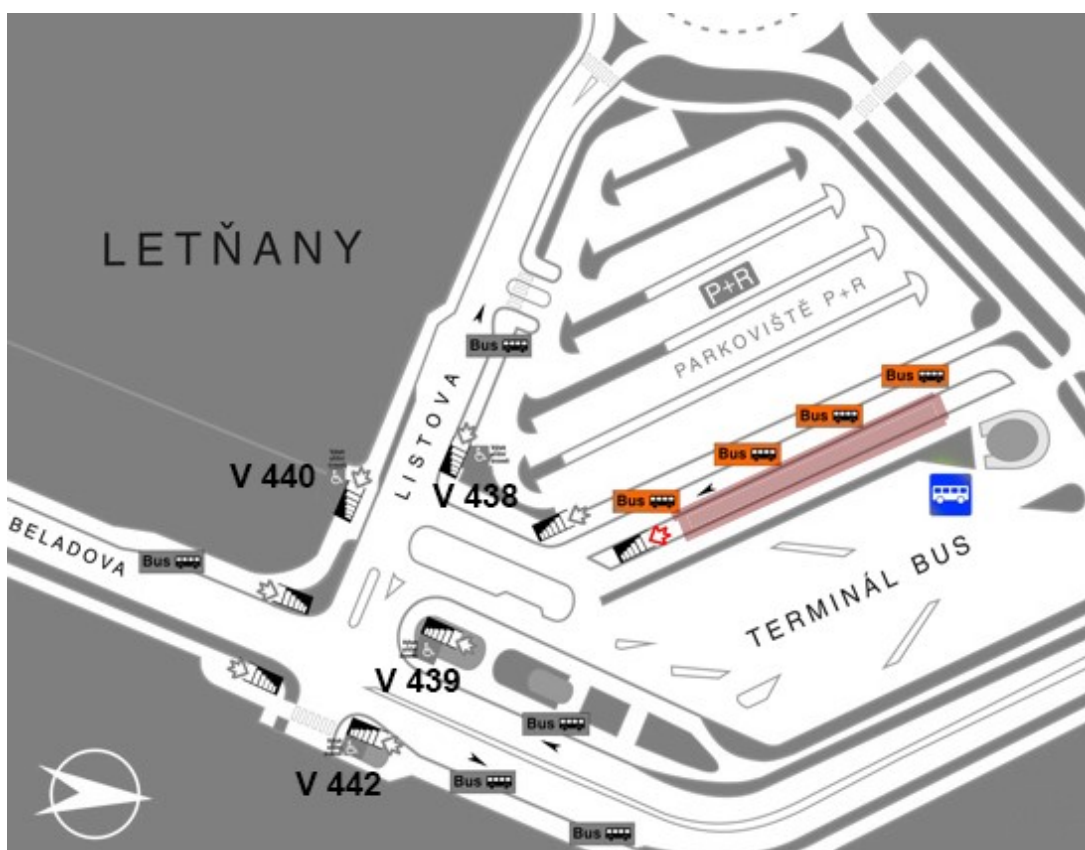 LETŇANY
P+R
PARKOVIŠTĚ P+R
Bus
LISTOVA
Bus
Bus
Bus
Bus
V 440
V 438
BELADOVA
Bus
TERMINÁL BUS
V 439
Bus
V 442
Bus
Bus